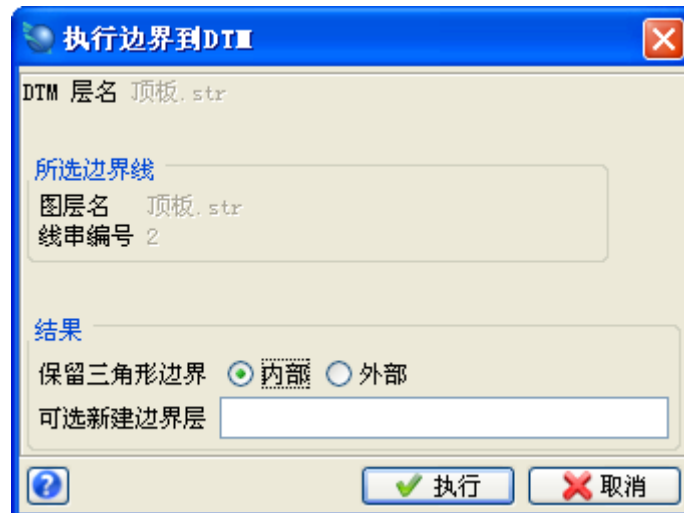 执行边界到DTM
DTM 层名 顶板.str
所选边界线
图层名 顶板.str
线串编号 2
结果
保留三角形边界 内部 外部
可选新建边界层
? 执行 取消